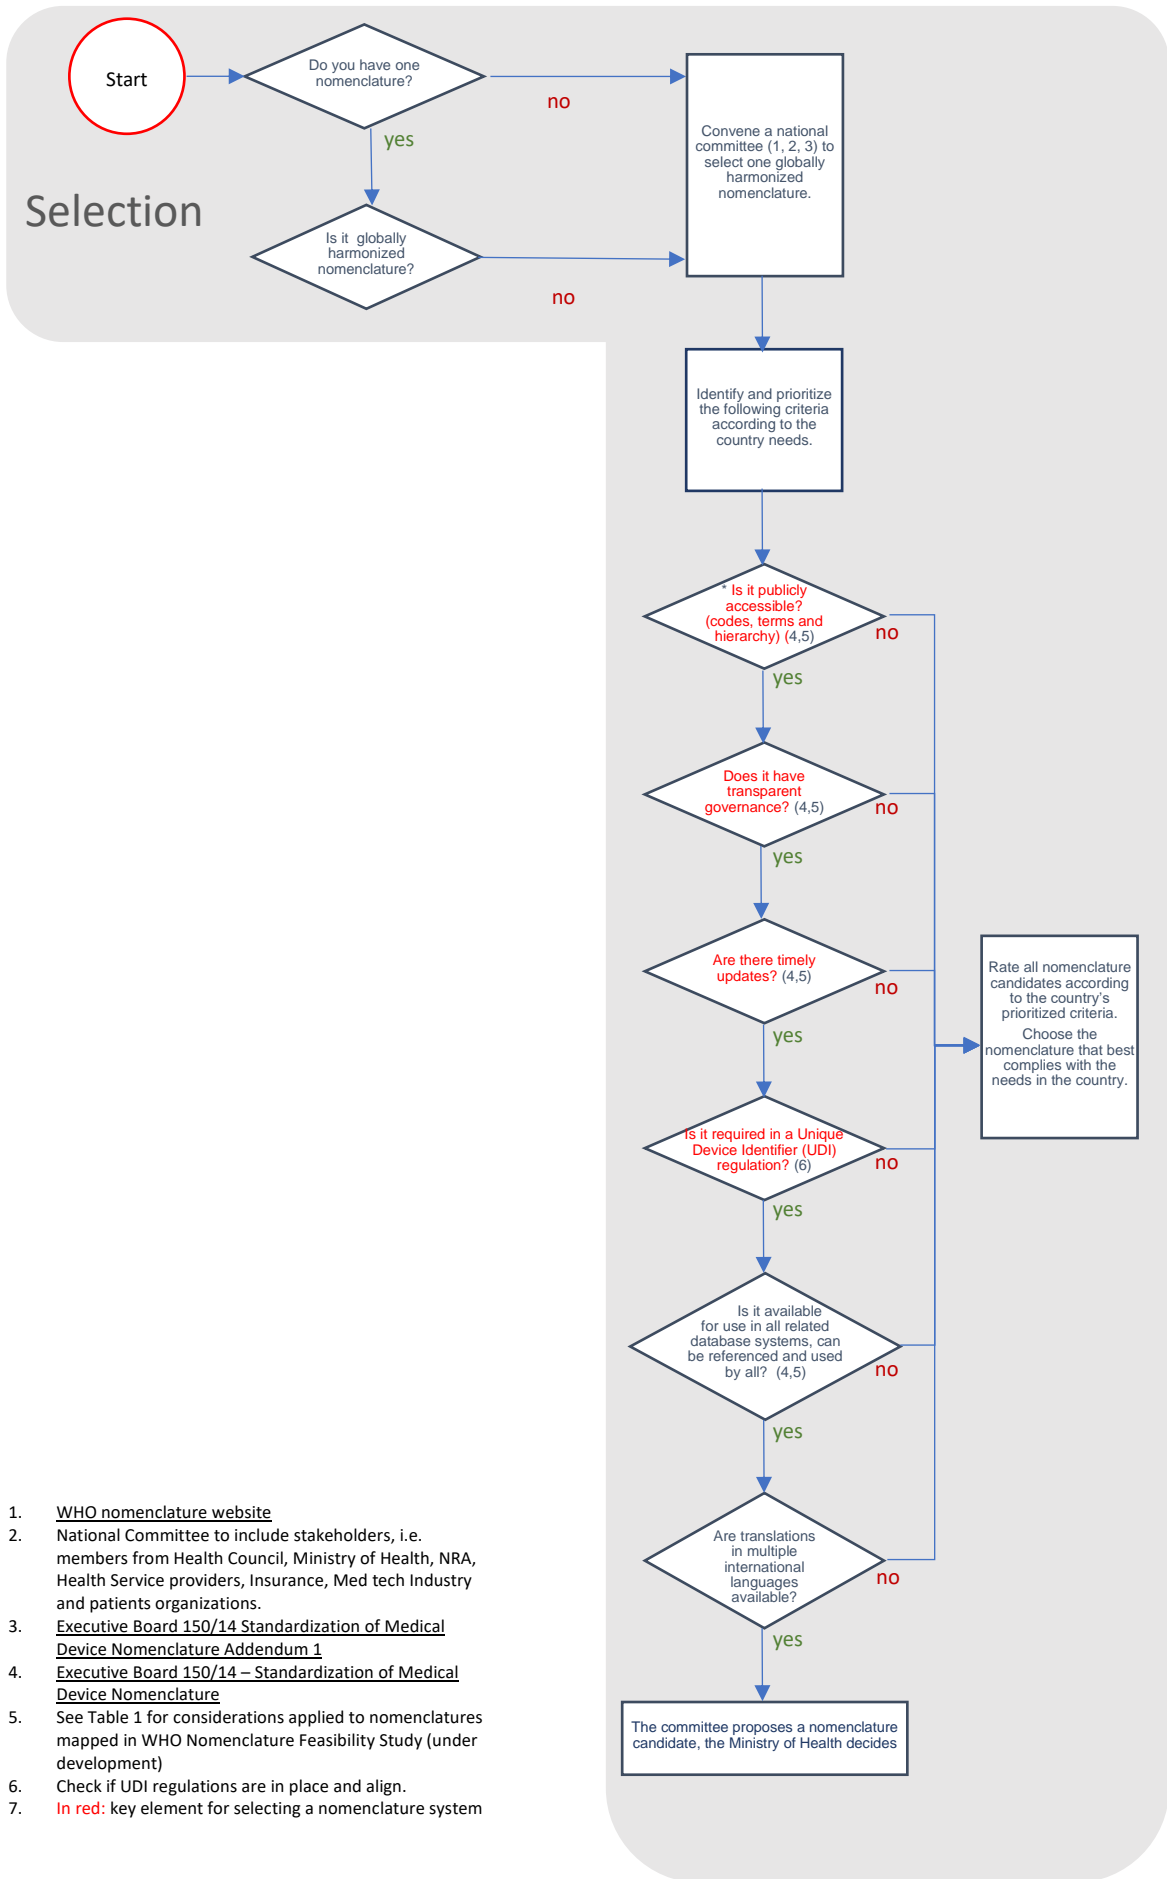 Start
Do you have one
nomenclature?
no
yes
Convene a national
committee (1, 2, 3) to
select one globally
harmonized
nomenclature.
Selection
Is it globally
harmonized
nomenclature?
no
Identify and prioritize
the following criteria
according to the
country needs.
* Is it publicly
accessible?
(codes, terms and
hierarchy) (4,5)
no
yes
Does it have
transparent
governance? (4,5)
no
yes
Are there timely
updates? (4,5)
no
yes
Rate all nomenclature
candidates according
to the country’s
prioritized criteria.
Choose the
nomenclature that best
complies with the
needs in the country.
Is it required in a Unique
Device Identifier (UDI)
regulation? (6)
no
yes
Is it available
for use in all related
database systems, can
be referenced and used
by all? (4,5)
no
yes
Are translations
in multiple
international
languages
available?
no
yes
The committee proposes a nomenclature
candidate, the Ministry of Health decides
1. WHO nomenclature website
2. National Committee to include stakeholders, i.e.
members from Health Council, Ministry of Health, NRA,
Health Service providers, Insurance, Med tech Industry
and patients organizations.
3. Executive Board 150/14 Standardization of Medical
Device Nomenclature Addendum 1
4. Executive Board 150/14 – Standardization of Medical
Device Nomenclature
5. See Table 1 for considerations applied to nomenclatures
mapped in WHO Nomenclature Feasibility Study (under
development)
6. Check if UDI regulations are in place and align.
7. In red: key element for selecting a nomenclature system